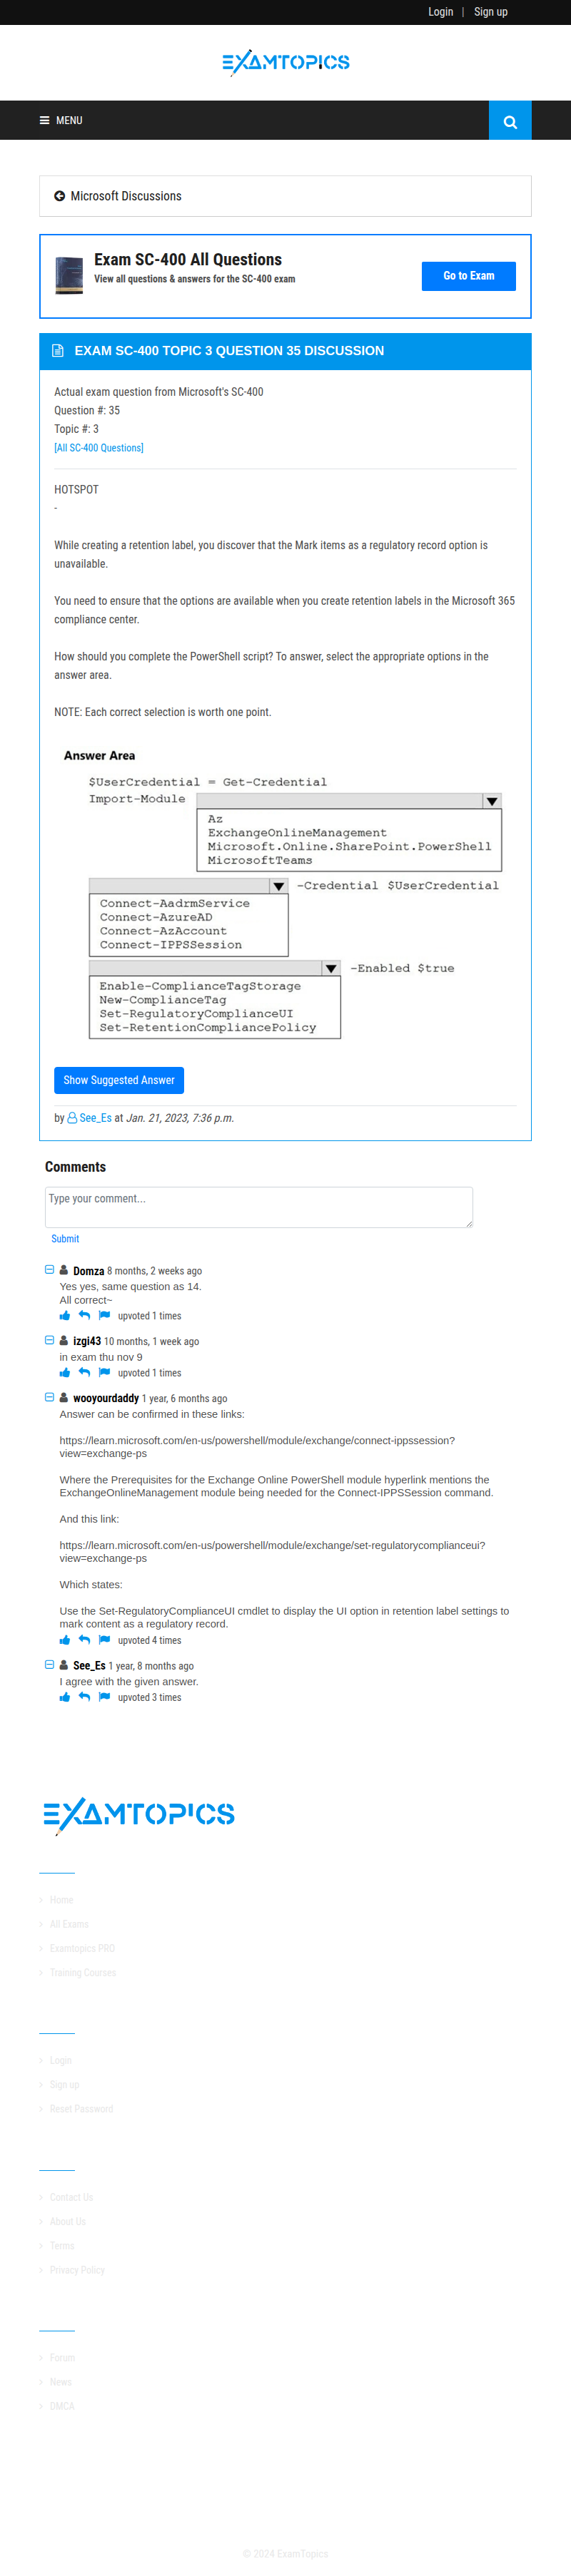 Login | Sign up
EXAMTOPICS
MENU
Microsoft Discussions
Exam SC-400 All Questions
View all questions & answers for the SC-400 exam
Go to Exam
EXAM SC-400 TOPIC 3 QUESTION 35 DISCUSSION
Actual exam question from Microsoft's SC-400
Question #: 35
Topic #: 3
[All SC-400 Questions]
HOTSPOT
-
While creating a retention label, you discover that the Mark items as a regulatory record option is
unavailable.
You need to ensure that the options are available when you create retention labels in the Microsoft 365
compliance center.
How should you complete the PowerShell script? To answer, select the appropriate options in the
answer area.
NOTE: Each correct selection is worth one point.
Answer Area
$UserCredential = Get-Credential
Import-Module
Az
ExchangeOnlineManagement
Microsoft.Online.SharePoint.PowerShell
MicrosoftTeams
-Credential $UserCredential
Connect-AadrmService
Connect-AzureAD
Connect-AzAccount
Connect-IPPSSession
-Enabled $true
Enable-ComplianceTagStorage
New-ComplianceTag
Set-RegulatoryComplianceUI
Set-RetentionCompliancePolicy
Show Suggested Answer
by See_Es at Jan. 21, 2023, 7:36 p.m.
Comments
Type your comment...
Submit
Domza 8 months, 2 weeks ago
Yes yes, same question as 14.
All correct~
upvoted 1 times
izgi43 10 months, 1 week ago
in exam thu nov 9
upvoted 1 times
wooyourdaddy 1 year, 6 months ago
Answer can be confirmed in these links:
https://learn.microsoft.com/en-us/powershell/module/exchange/connect-ippssession?
view=exchange-ps
Where the Prerequisites for the Exchange Online PowerShell module hyperlink mentions the
ExchangeOnlineManagement module being needed for the Connect-IPPSSession command.
And this link:
https://learn.microsoft.com/en-us/powershell/module/exchange/set-regulatorycomplianceui?
view=exchange-ps
Which states:
Use the Set-RegulatoryComplianceUI cmdlet to display the UI option in retention label settings to
mark content as a regulatory record.
upvoted 4 times
See_Es 1 year, 8 months ago
I agree with the given answer.
upvoted 3 times
EXAMTOPICS
Home
All Exams
Examtopics PRO
Training Courses
Login
Sign up
Reset Password
Contact Us
About Us
Terms
Privacy Policy
Forum
News
DMCA
© 2024 ExamTopics